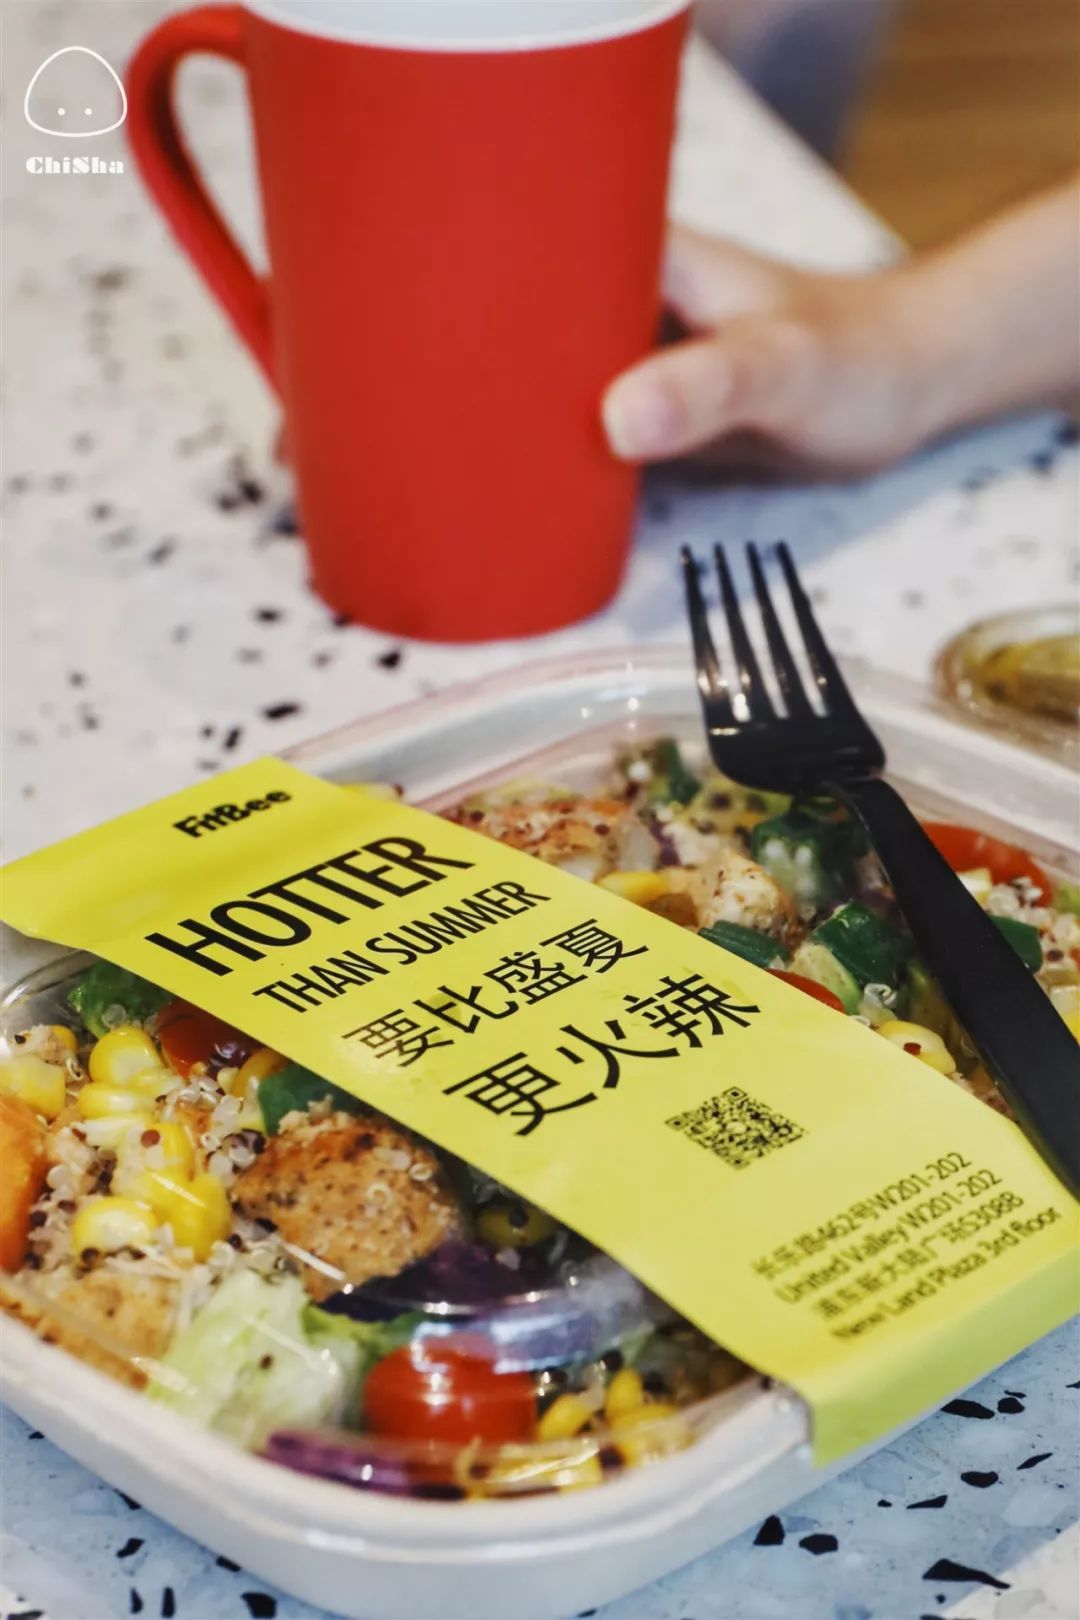 ChiSha
FitBee
HOTTER
THAN SUMMER
要比盛夏
更火辣
长乐路462号W201-202
United Valley W201-202
浦东新大陆广场S308B
New Land Plaza 3rd floor